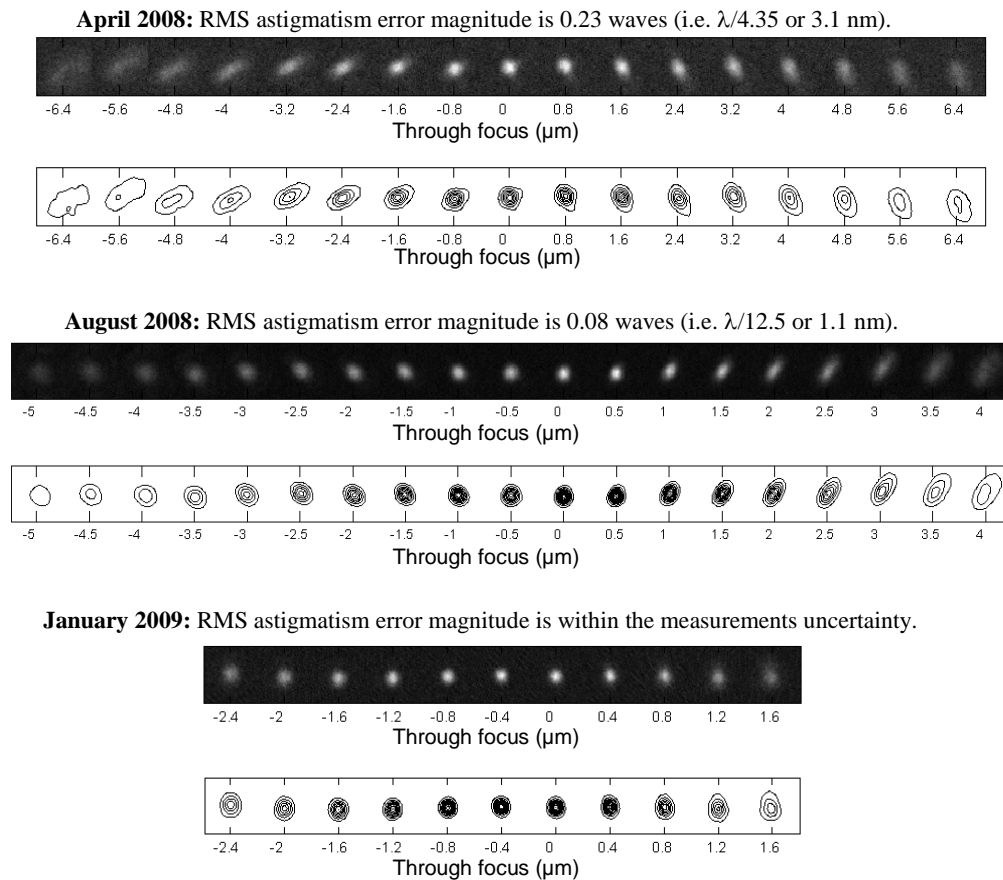 April 2008: RMS astigmatism error magnitude is 0.23 waves (i.e. λ/4.35 or 3.1 nm).
-6.4 -5.6 -4.8 -4 -3.2 -2.4 -1.6 -0.8 0 0.8 1.6 2.4 3.2 4 4.8 5.6 6.4
Through focus (µm)
-6.4 -5.6 -4.8 -4 -3.2 -2.4 -1.6 -0.8 0 0.8 1.6 2.4 3.2 4 4.8 5.6 6.4
Through focus (µm)
August 2008: RMS astigmatism error magnitude is 0.08 waves (i.e. λ/12.5 or 1.1 nm).
-5 -4.5 -4 -3.5 -3 -2.5 -2 -1.5 -1 -0.5 0 0.5 1 1.5 2 2.5 3 3.5 4
Through focus (µm)
-5 -4.5 -4 -3.5 -3 -2.5 -2 -1.5 -1 -0.5 0 0.5 1 1.5 2 2.5 3 3.5 4
Through focus (µm)
January 2009: RMS astigmatism error magnitude is within the measurements uncertainty.
-2.4 -2 -1.6 -1.2 -0.8 -0.4 0 0.4 0.8 1.2 1.6
Through focus (µm)
-2.4 -2 -1.6 -1.2 -0.8 -0.4 0 0.4 0.8 1.2 1.6
Through focus (µm)